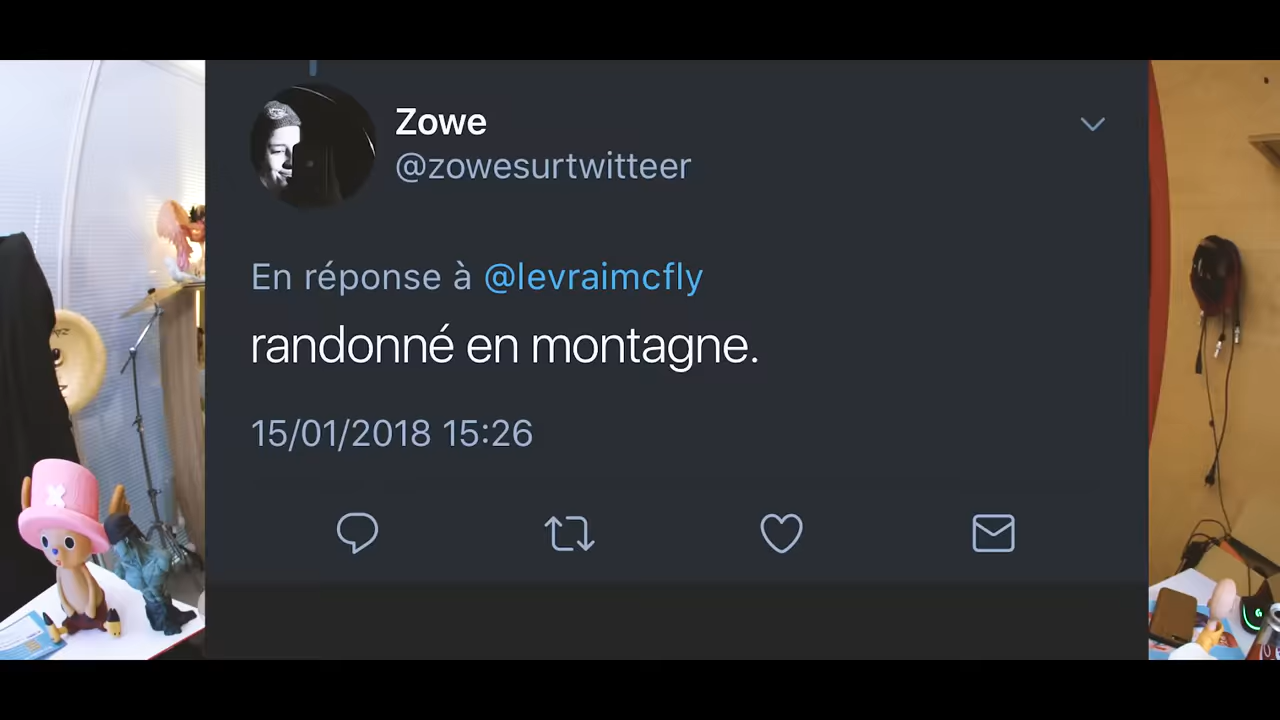 Zowe
@zowesurtwitteer
En réponse à @levraimcfly
randonné en montagne.
15/01/2018 15:26